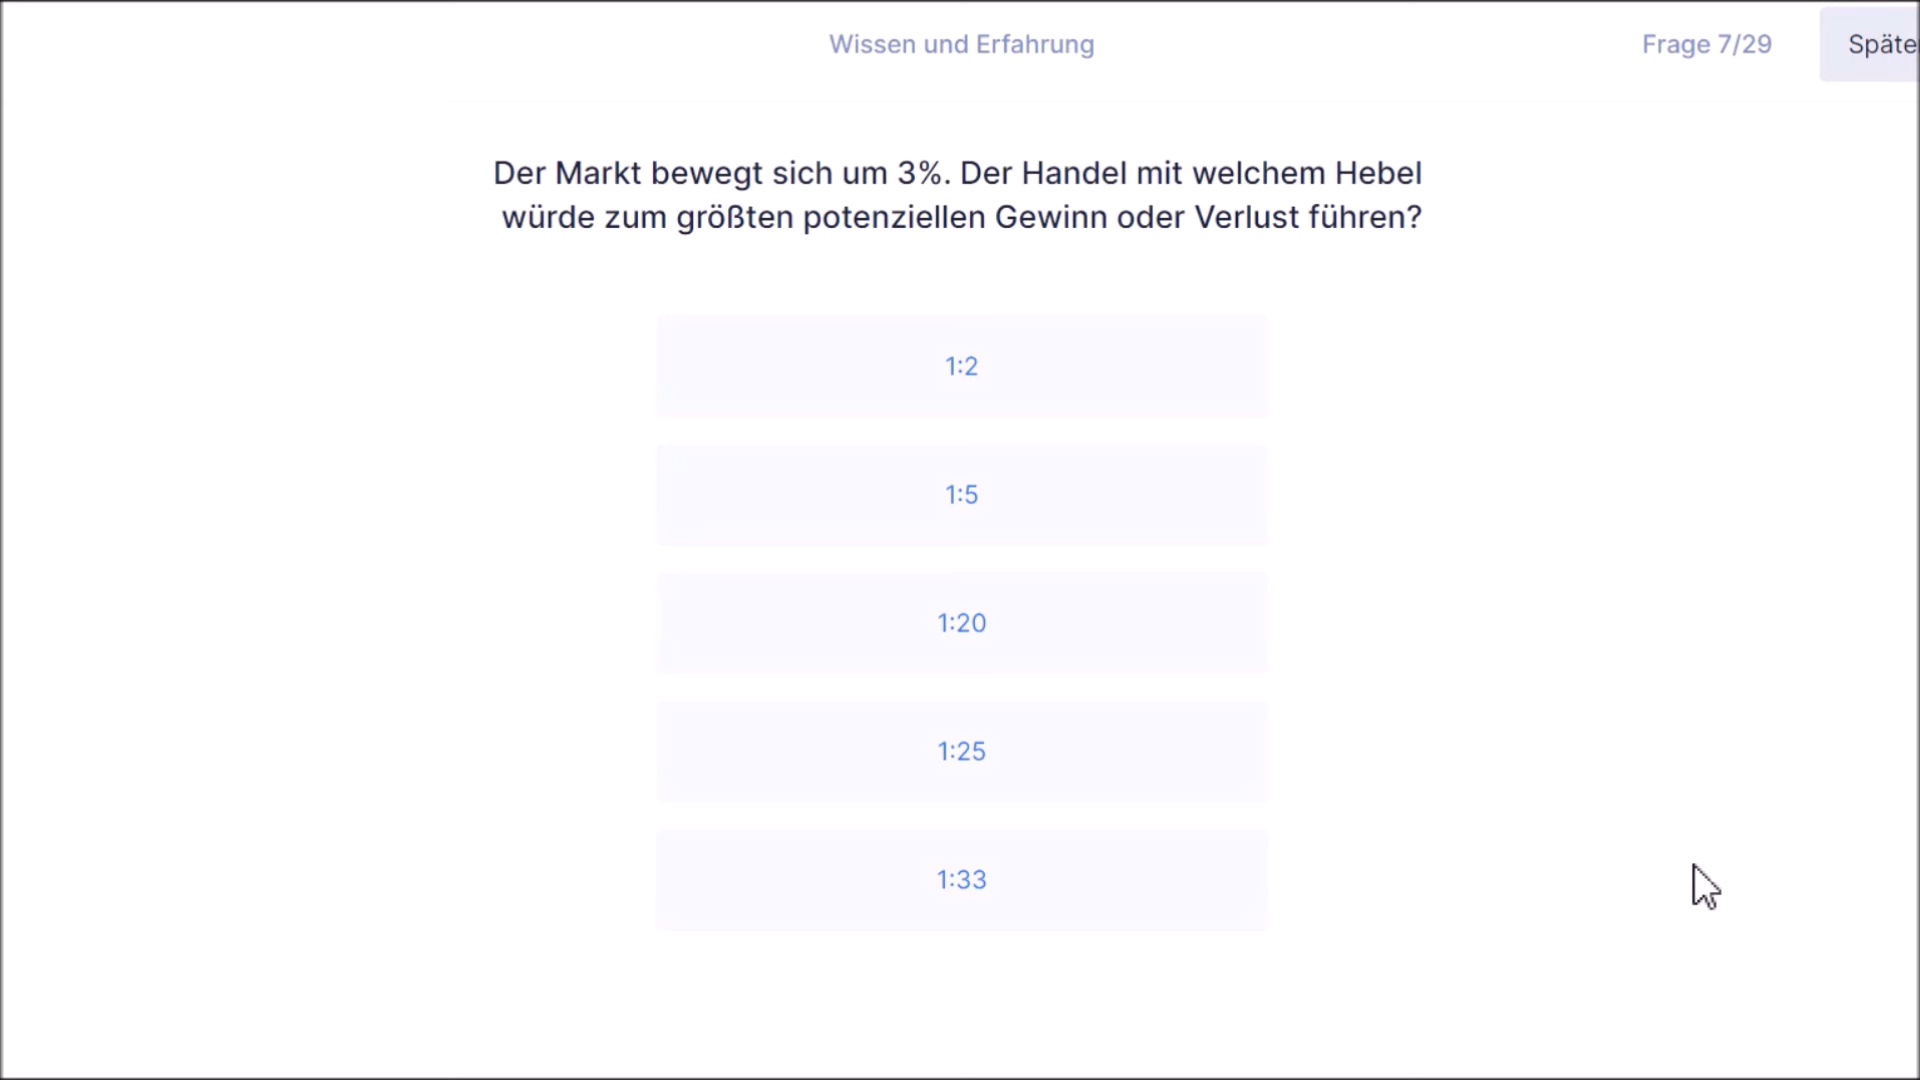 Wissen und Erfahrung
Frage 7/29
Späte
Der Markt bewegt sich um 3%. Der Handel mit welchem Hebel
würde zum größten potenziellen Gewinn oder Verlust führen?
1:2
1:5
1:20
1:25
1:33